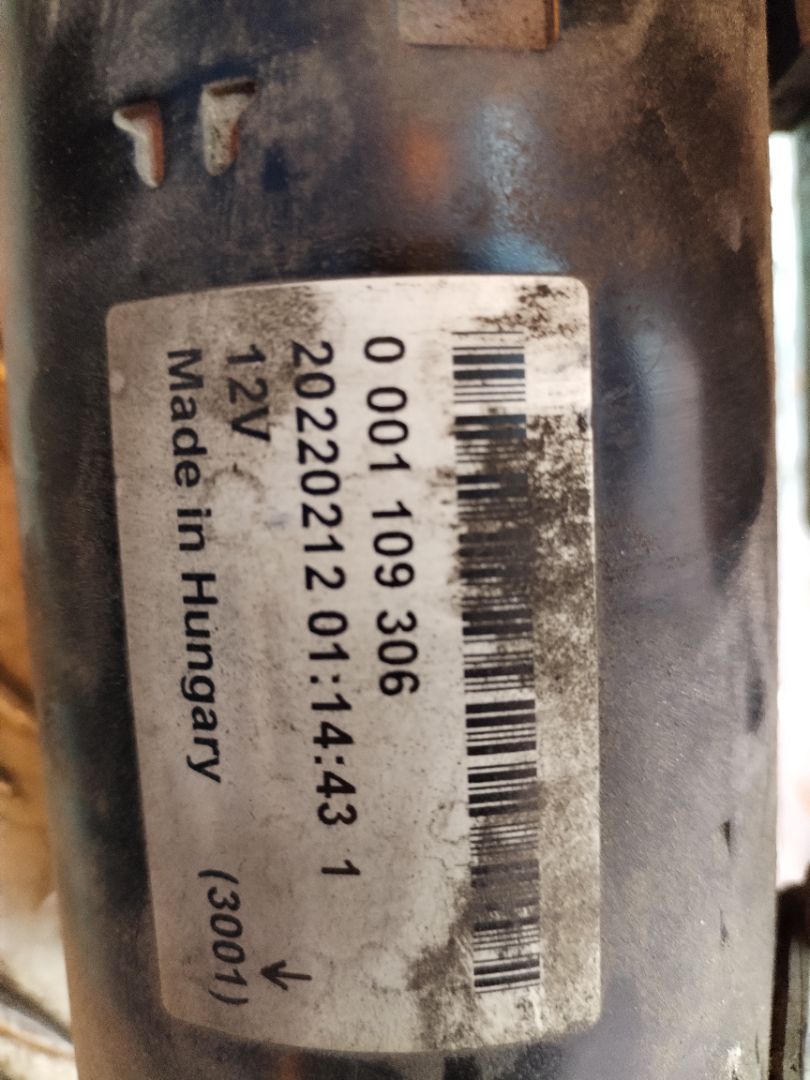 0 001 109 306
20220212 01:14:43 1
12V
Made in Hungary (3001)